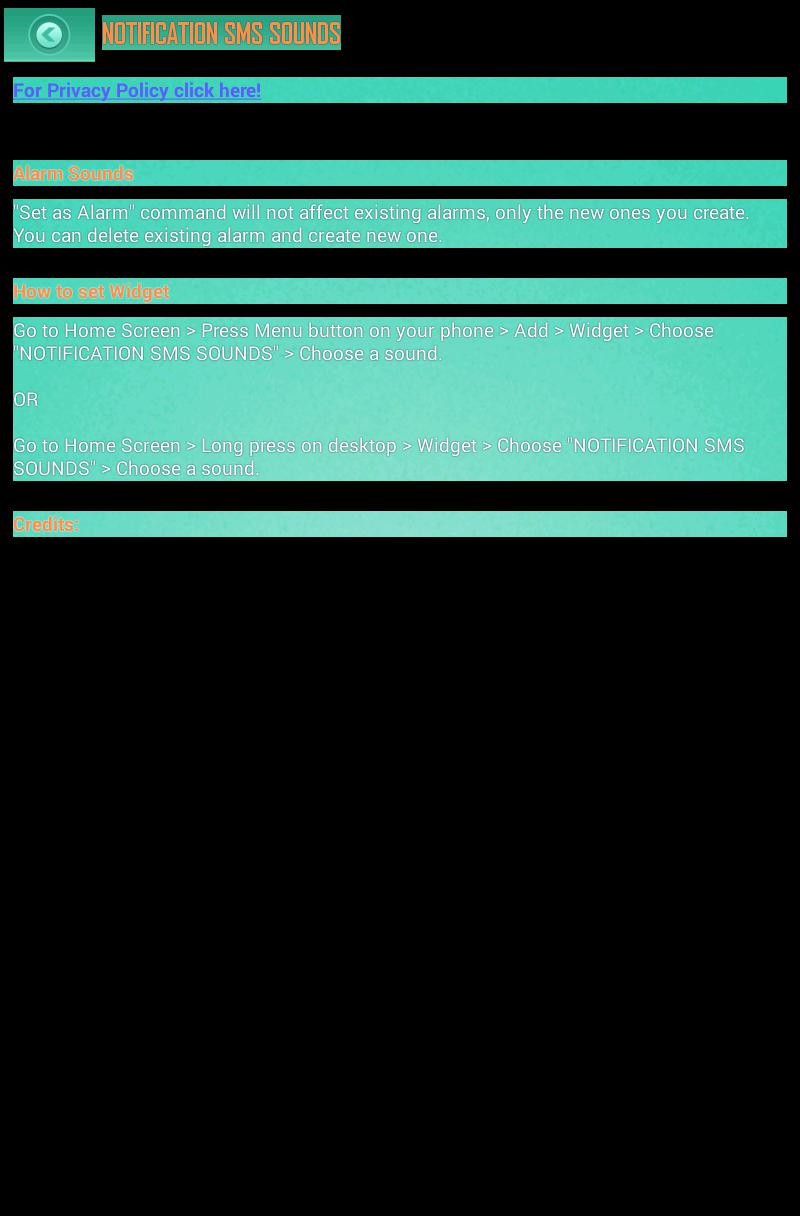 NOTIFICATION SMS SOUNDS
For Privacy Policy click here!
Alarm Sounds
"Set as Alarm" command will not affect existing alarms, only the new ones you create.
You can delete existing alarm and create new one.
How to set Widget
Go to Home Screen > Press Menu button on your phone > Add > Widget > Choose
"NOTIFICATION SMS SOUNDS" > Choose a sound.
OR
Go to Home Screen > Long press on desktop > Widget > Choose "NOTIFICATION SMS
SOUNDS" > Choose a sound.
Credits: